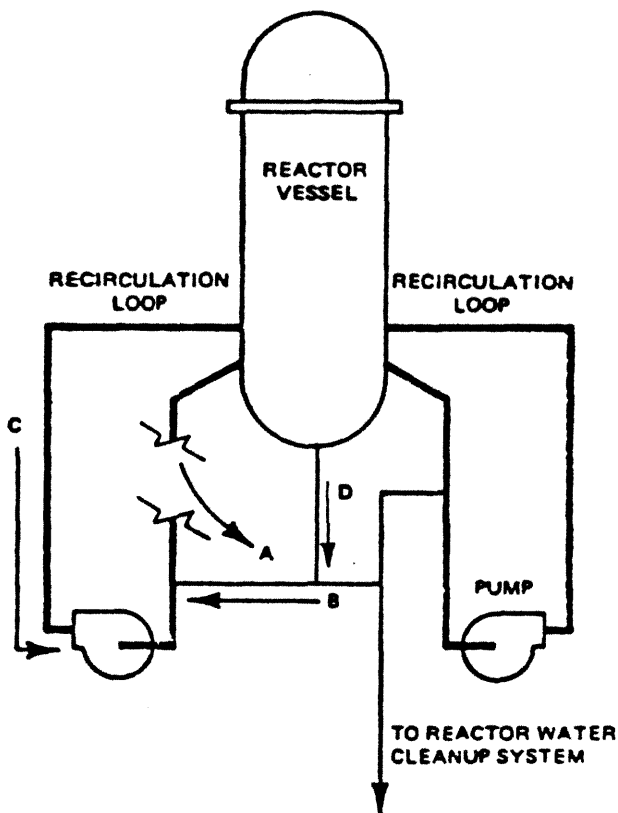 REACTOR
VESSEL
RECIRCULATION
LOOP
RECIRCULATION
LOOP
C
D
A
B
PUMP
TO REACTOR WATER
CLEANUP SYSTEM